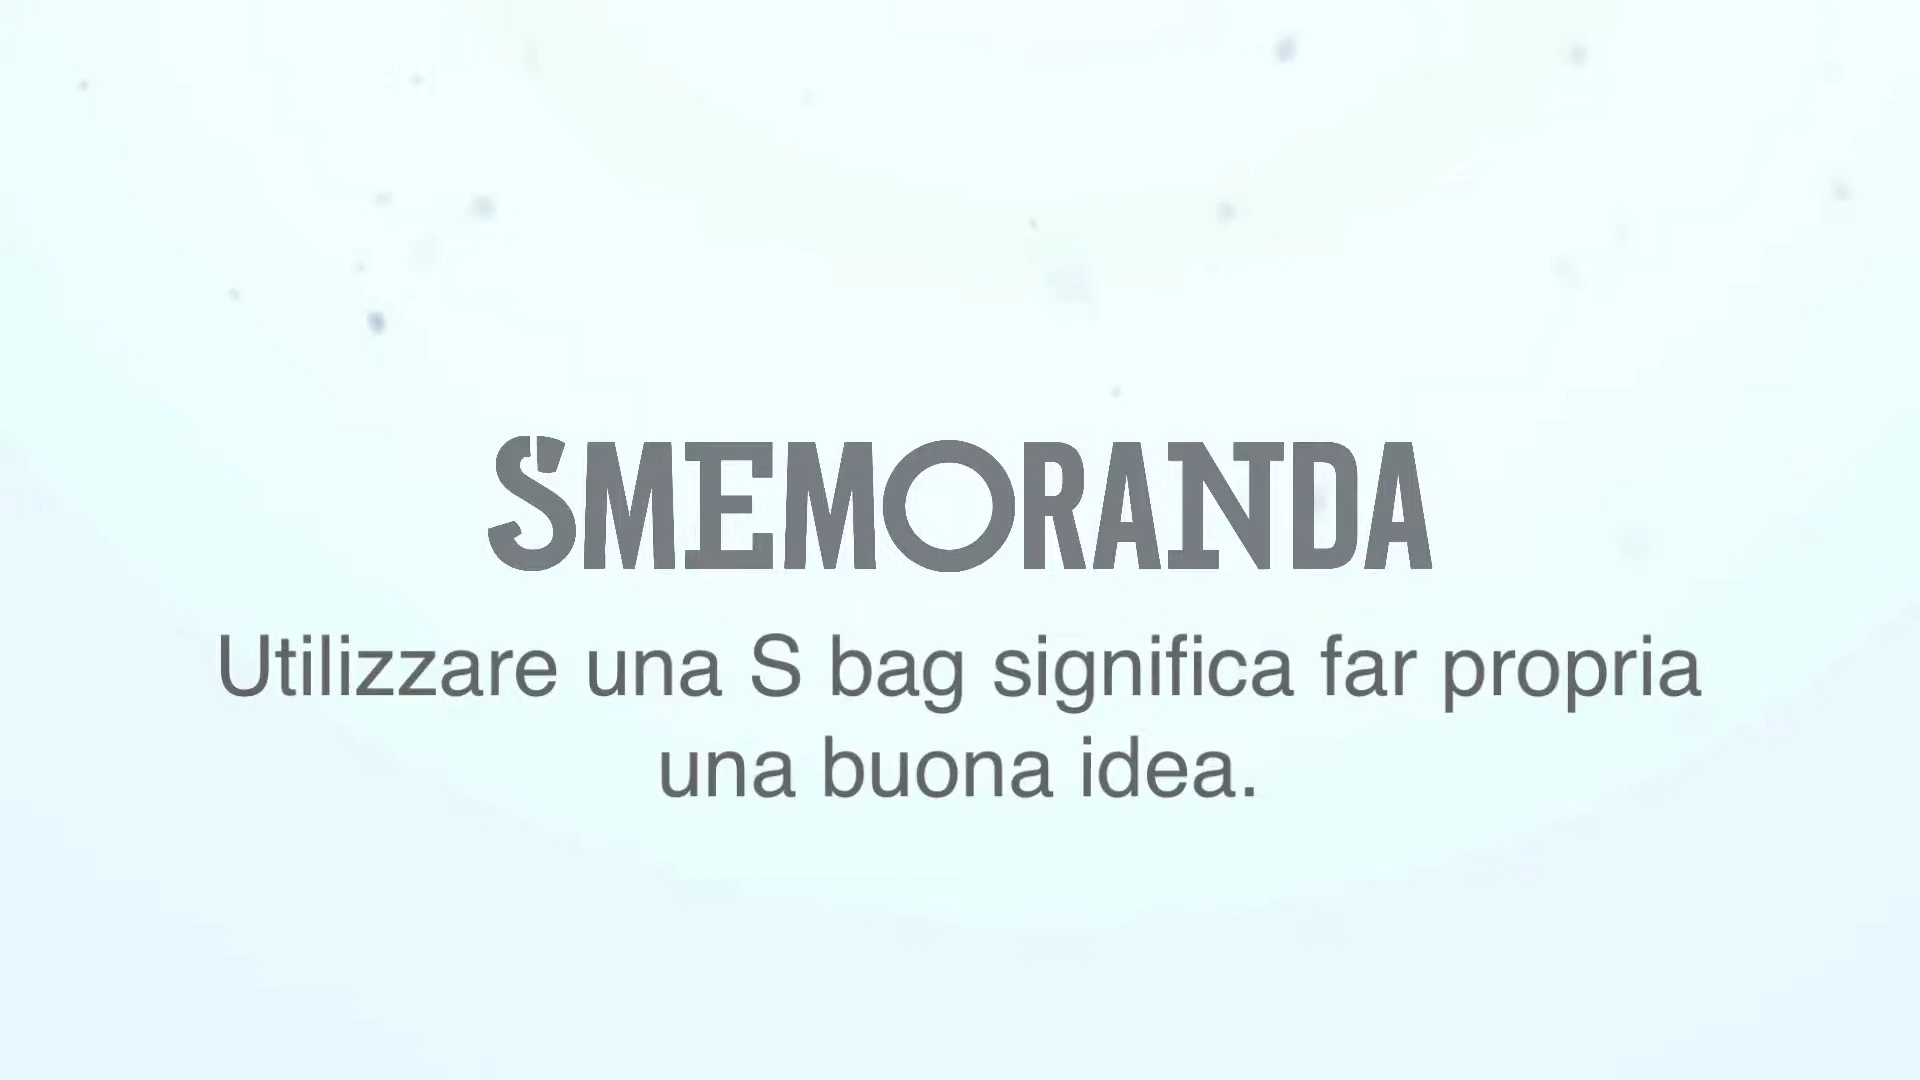 SMEMORANDA
Utilizzare una S bag significa far propria
una buona idea.